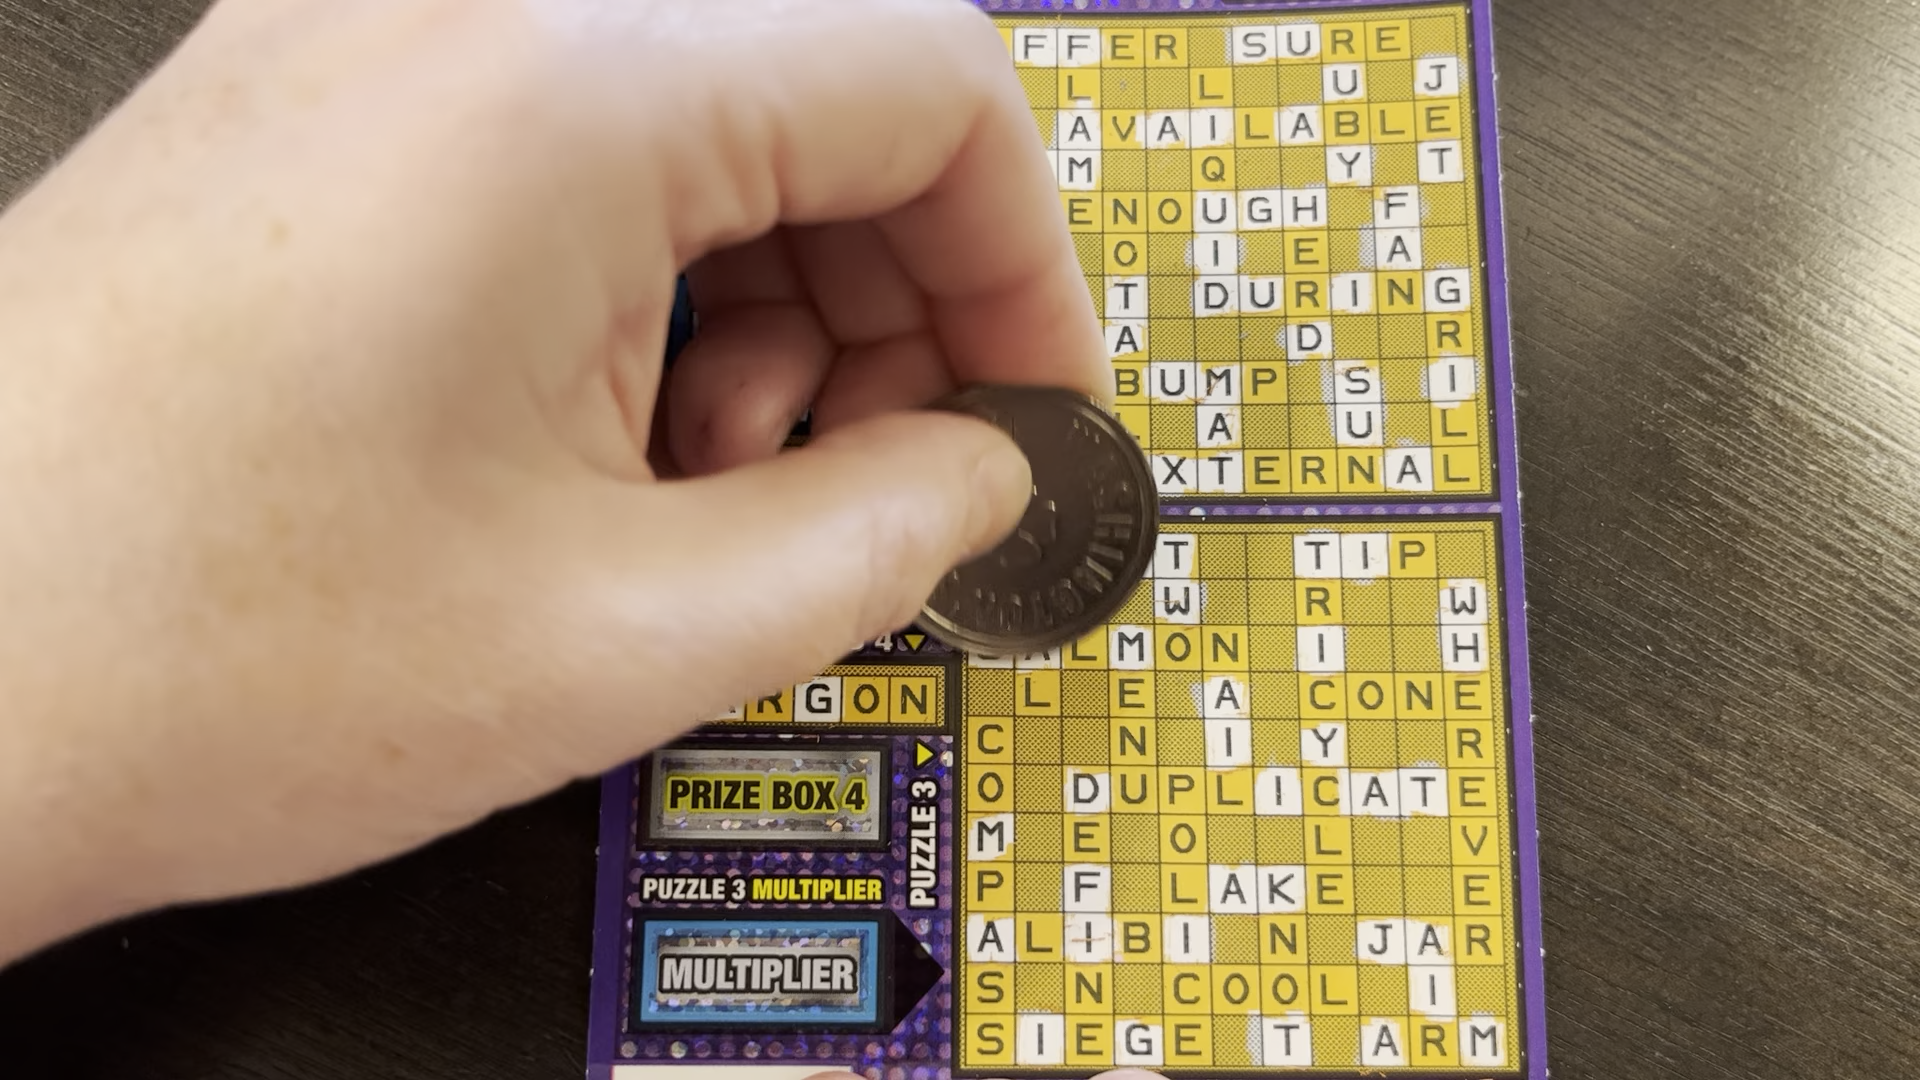 FFER SURE
L L U J
AVAILABLE
M Q Y T
ENOUGH F
O I E A
T DURING
A D R
BUMP S I
A U L
XTERNAL
T TIP
W R W
LMON I H
L E A CONE
C N I Y R
O DUPLICATE
M E O L V
P F LAKE E
ALIBI N JAR
S N COOL I
SIEGE T ARM
4
RGON
PRIZE BOX 4
PUZZLE 3
PUZZLE 3 MULTIPLIER
MULTIPLIER